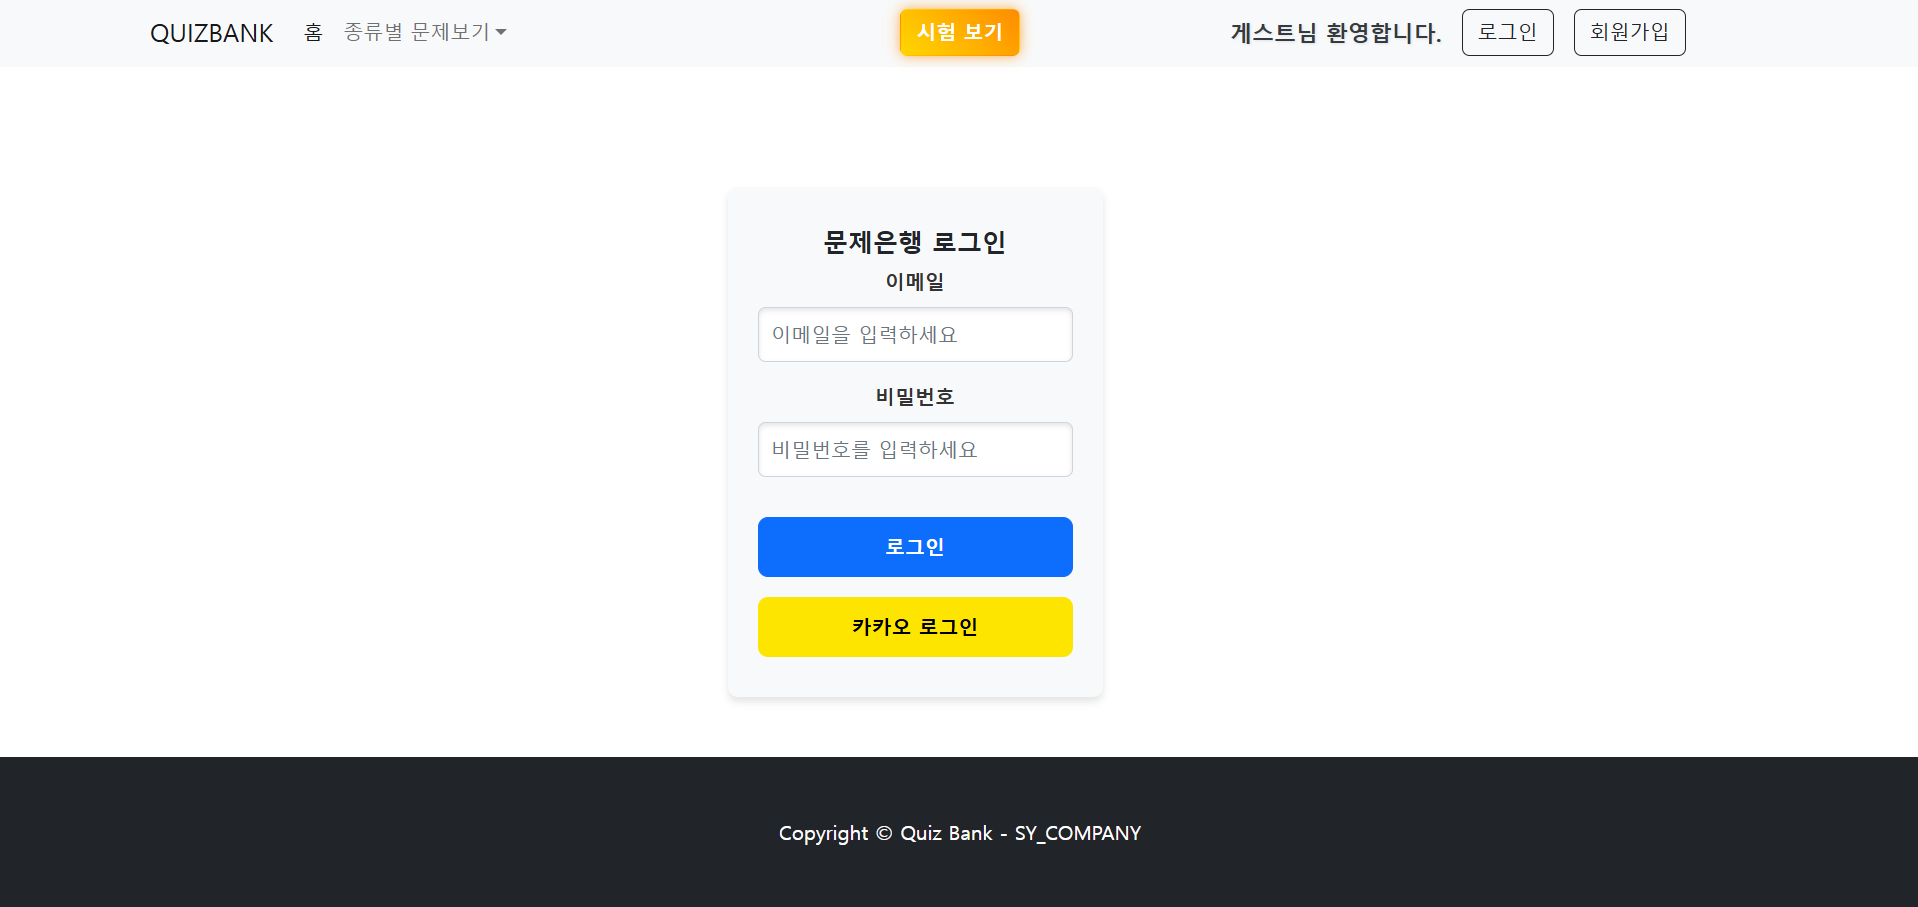 QUIZBANK 홈 종류별 문제보기 시험 보기 게스트님 환영합니다. 로그인 회원가입
문제은행 로그인
이메일
이메일을 입력하세요
비밀번호
비밀번호를 입력하세요
로그인
카카오 로그인
Copyright © Quiz Bank - SY_COMPANY